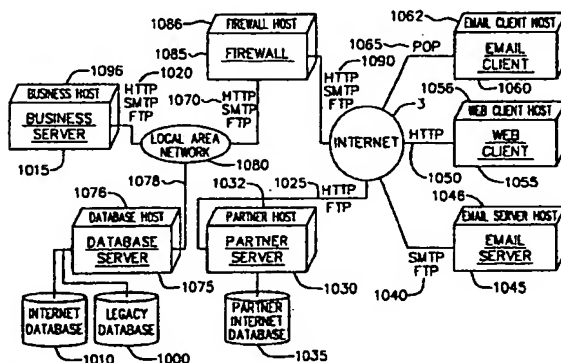 1086
FIREWALL HOST
FIREWALL
1085
1096
1020
BUSINESS HOST
BUSINESS
SERVER
1015
HTTP
SMTP
FTP
1070
HTTP
SMTP
FTP
1090
HTTP
SMTP
FTP
LOCAL AREA
NETWORK
1080
1078
1062
EMAIL CLIENT HOST
EMAIL
CLIENT
1060
1065
POP
3
INTERNET
1056
WEB CLIENT HOST
WEB
CLIENT
1055
HTTP
1050
1046
EMAIL SERVER HOST
EMAIL
SERVER
1045
SMTP
FTP
1040
1076
DATABASE HOST
DATABASE
SERVER
1075
1032
1025
HTTP
FTP
PARTNER HOST
PARTNER
SERVER
1030
INTERNET
DATABASE
1010
LEGACY
DATABASE
1000
PARTNER
INTERNET
DATABASE
1035